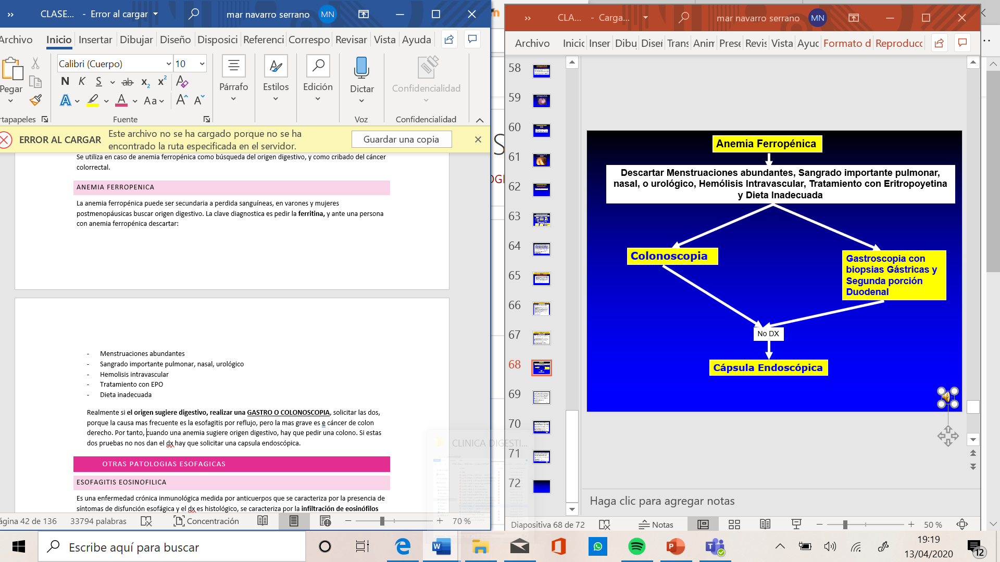 CLASE... - Error al cargar
mar navarro serrano MN
Archivo Inicio Insertar Dibujar Diseño Disposici Referenci Correspo Revisar Vista Ayuda
Pegar
Calibri (Cuerpo) 10
N K S ab x2 x2 A
A A Aa A A
Párrafo
Estilos
Edición
Dictar
Confidencialidad
rtapapeles
Fuente
Voz
Confidencialidad
ERROR AL CARGAR
Este archivo no se ha cargado porque no se ha
encontrado la ruta especificada en el servidor.
Guardar una copia
Se utiliza en caso de anemia ferropénica como búsqueda del origen digestivo, y como cribado del cáncer
colorrectal.
ANEMIA FERROPENICA
La anemia ferropénica puede ser secundaria a perdida sanguíneas, en varones y mujeres
postmenopáusicas buscar origen digestivo. La clave diagnostica es pedir la ferritina, y ante una persona
con anemia ferropénica descartar:
- Menstruaciones abundantes
- Sangrado importante pulmonar, nasal, urológico
- Hemolisis intravascular
- Tratamiento con EPO
- Dieta inadecuada
Realmente si el origen sugiere digestivo, realizar una GASTRO O COLONOSCOPIA, solicitar las dos,
porque la causa mas frecuente es la esofagitis por reflujo, pero la mas grave es e cáncer de colon
derecho. Por tanto, cuando una anemia sugiere origen digestivo, hay que pedir una colono. Si estas
dos pruebas no nos dan el dx hay que solicitar una capsula endoscópica.
OTRAS PATOLOGIAS ESOFAGICAS
ESOFAGITIS EOSINOFILICA
Es una enfermedad crónica inmunológica medida por anticuerpos que se caracteriza por la presencia de
síntomas de disfunción esofágica y el dx es histológico, se caracteriza por la infiltración de eosinófilos
CLINICA DIGESTI...
ágina 42 de 136 33794 palabras Concentración 70 %
CLA... - Carga...
mar navarro serrano MN
Archivo Inicio Inser Dibu Diseí Trans Anim Prese Revis Vista Ayuc Formato d Reproducc
58
59
60
61
62
63
64
65
66
67
68
69
70
71
72
Anemia Ferropénica
Descartar Menstruaciones abundantes, Sangrado importante pulmonar,
nasal, o urológico, Hemólisis Intravascular, Tratamiento con Eritropoyetina
y Dieta Inadecuada
Colonoscopia
Gastroscopia con
biopsias Gástricas y
Segunda porción
Duodenal
No DX
Cápsula Endoscópica
Haga clic para agregar notas
Diapositiva 68 de 72 Notas 50 %
Escribe aquí para buscar
19:19
13/04/2020
12